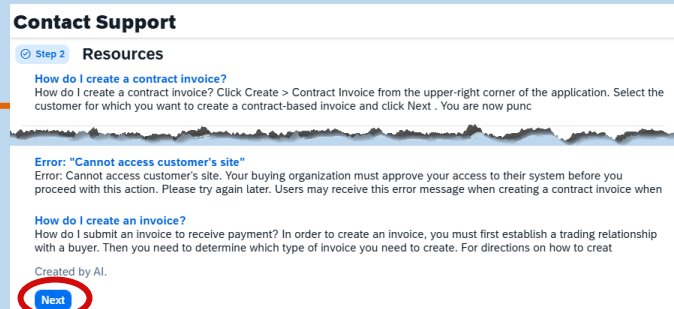 Contact Support
Step 2 Resources
How do I create a contract invoice?
How do I create a contract invoice? Click Create > Contract Invoice from the upper-right corner of the application. Select the
customer for which you want to create a contract-based invoice and click Next . You are now punc
Error: "Cannot access customer's site"
Error: Cannot access customer's site. Your buying organization must approve your access to their system before you
proceed with this action. Please try again later. Users may receive this error message when creating a contract invoice when
How do I create an invoice?
How do I submit an invoice to receive payment? In order to create an invoice, you must first establish a trading relationship
with a buyer. Then you need to determine which type of invoice you need to create. For directions on how to creat
Created by AI.
Next